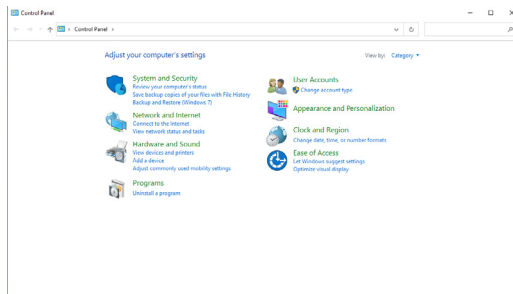 Control Panel
Control Panel
Adjust your computer's settings
View by: Category
System and Security
Review your computer's status
Save backup copies of your files with File History
Backup and Restore (Windows 7)
Network and Internet
Connect to the Internet
View network status and tasks
Hardware and Sound
View devices and printers
Add a device
Adjust commonly used mobility settings
Programs
Uninstall a program
User Accounts
Change account type
Appearance and Personalization
Clock and Region
Change date, time, or number formats
Ease of Access
Let Windows suggest settings
Optimize visual display